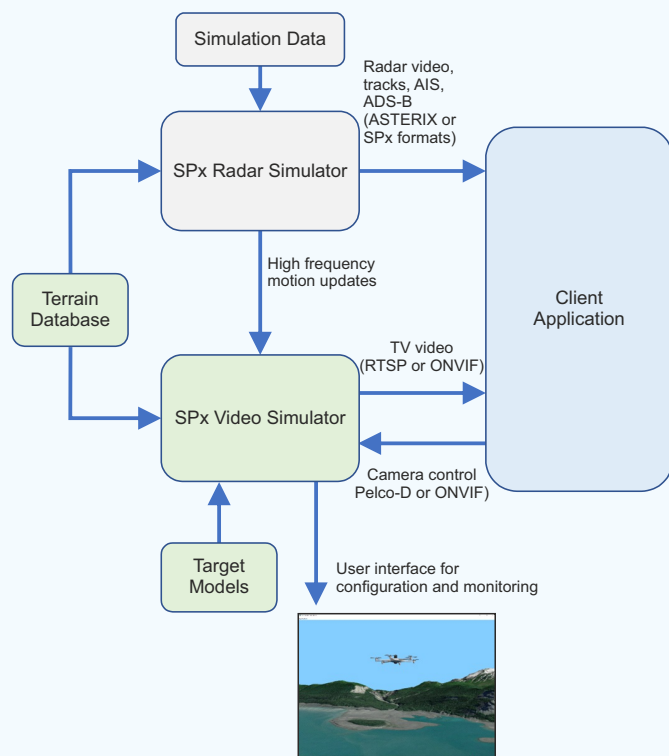 Simulation Data
Radar video,
tracks, AIS,
ADS-B
(ASTERIX or
SPx formats)
SPx Radar Simulator
High frequency
motion updates
Terrain
Database
Client
Application
TV video
(RTSP or ONVIF)
SPx Video Simulator
Camera control
Pelco-D or ONVIF)
Target
Models
User interface for
configuration and monitoring